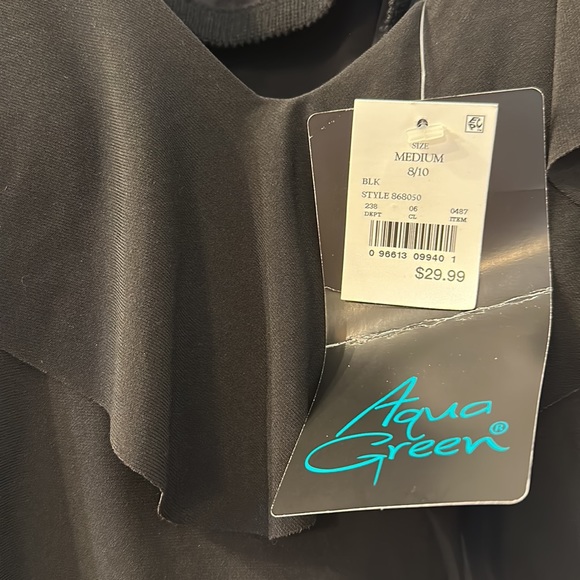 SIZE
MEDIUM
8/10
BLK
STYLE 868050
238 06 0487
DEPT CL ITEM
0 96613 09940 1
$29.99
Aqua
Green®